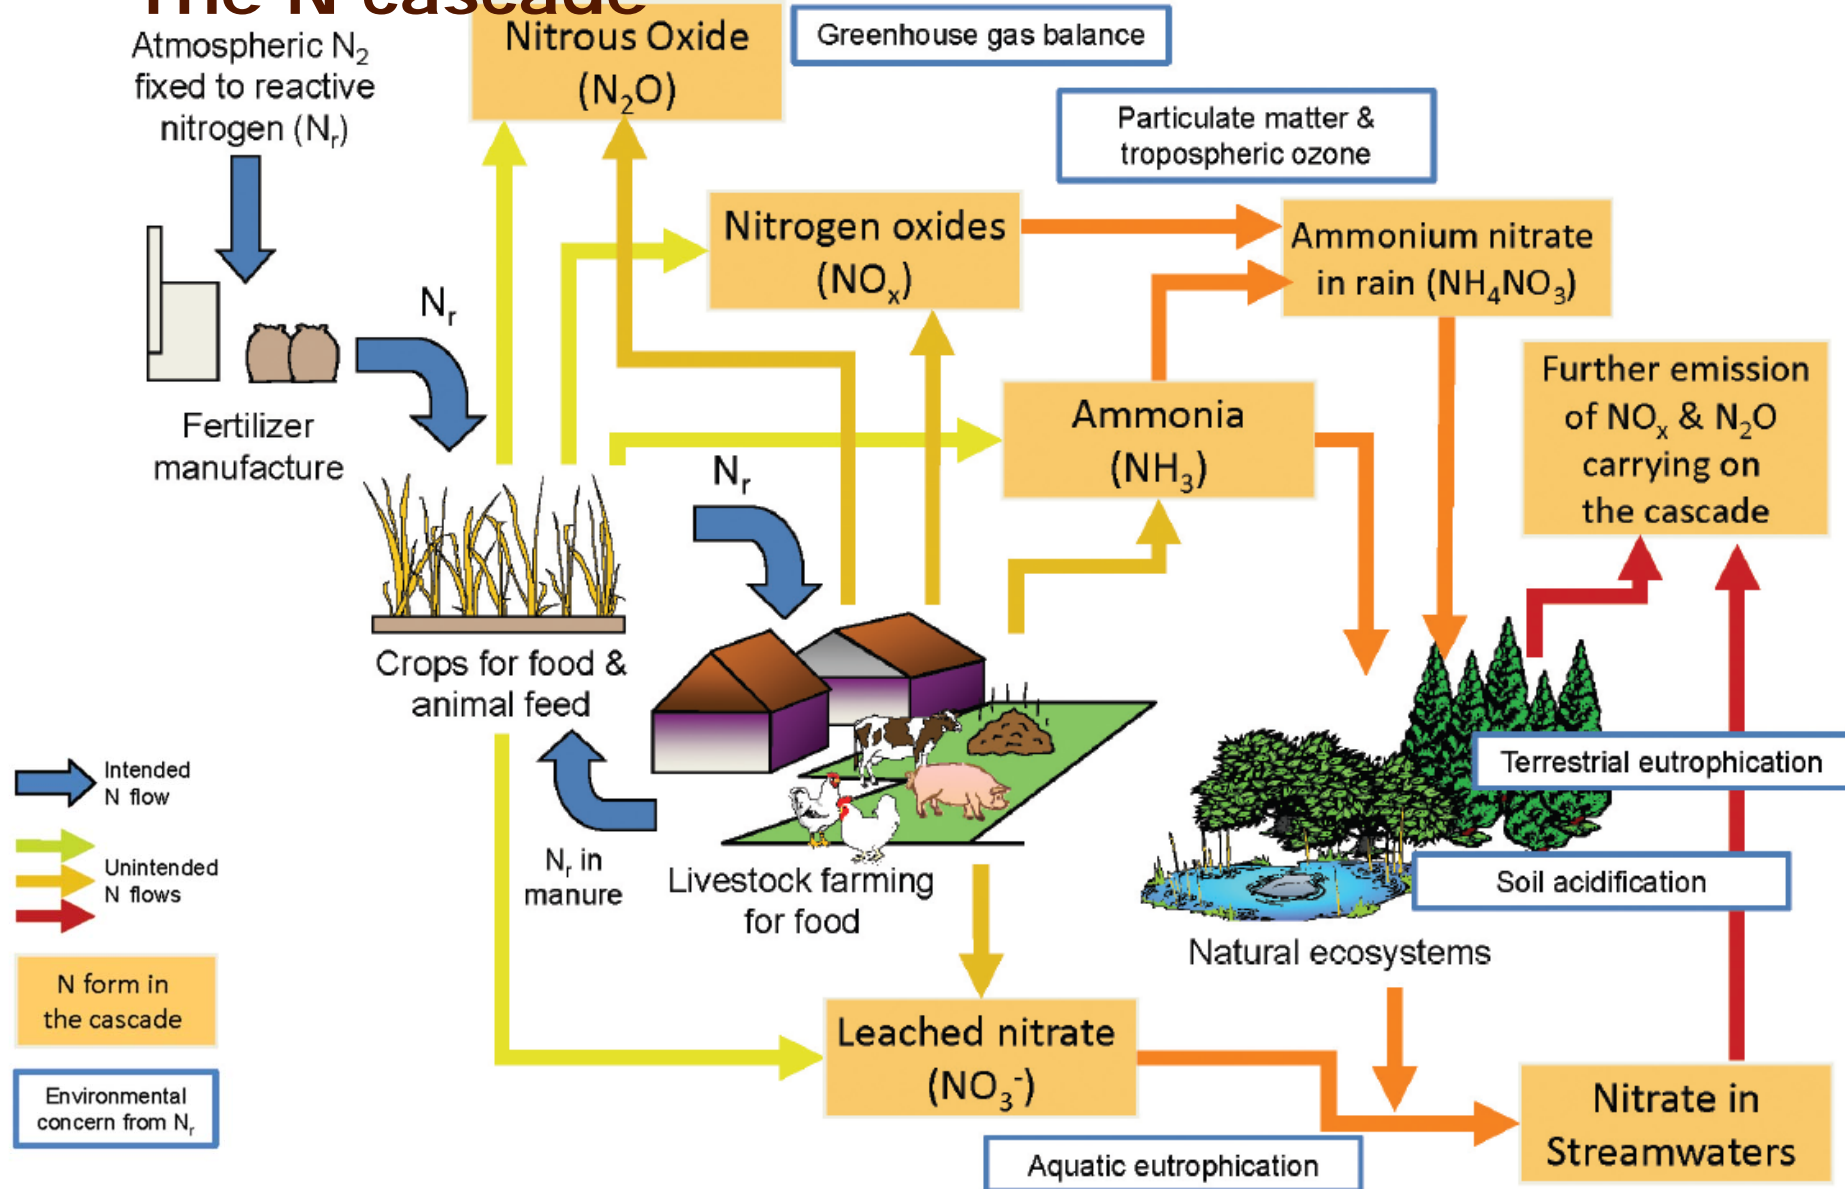 The N cascade
Atmospheric N₂
fixed to reactive
nitrogen (Nᵣ)
Nitrous Oxide
(N₂O)
Greenhouse gas balance
Particulate matter &
tropospheric ozone
Nitrogen oxides
(NOₓ)
Ammonium nitrate
in rain (NH₄NO₃)
Nᵣ
Further emission
of NOₓ & N₂O
carrying on
the cascade
Fertilizer
manufacture
Ammonia
(NH₃)
Nᵣ
Crops for food &
animal feed
Terrestrial eutrophication
Intended
N flow
Unintended
N flows
Nᵣ in
manure
Livestock farming
for food
Soil acidification
Natural ecosystems
N form in
the cascade
Leached nitrate
(NO₃⁻)
Environmental
concern from Nᵣ
Nitrate in
Streamwaters
Aquatic eutrophication